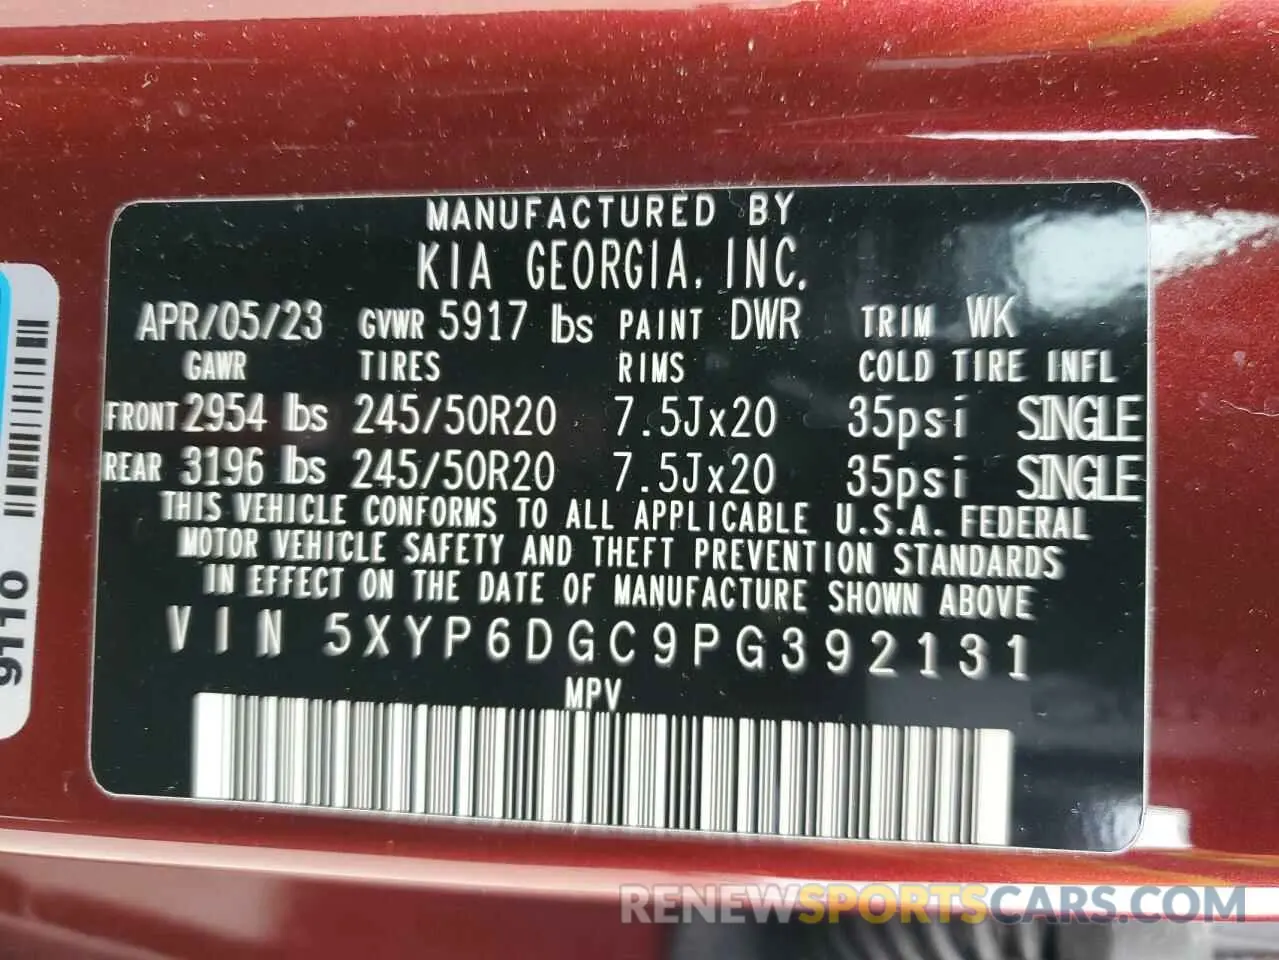 MANUFACTURED BY
KIA GEORGIA, INC.
APR/05/23 GVWR 5917 lbs PAINT DWR TRIM WK
GAWR TIRES RIMS COLD TIRE INFL
FRONT 2954 lbs 245/50R20 7.5Jx20 35psi SINGLE
REAR 3196 lbs 245/50R20 7.5Jx20 35psi SINGLE
THIS VEHICLE CONFORMS TO ALL APPLICABLE U.S.A. FEDERAL
MOTOR VEHICLE SAFETY AND THEFT PREVENTION STANDARDS
IN EFFECT ON THE DATE OF MANUFACTURE SHOWN ABOVE
VIN 5XYP6DGC9PG392131
MPV
9110
RENEWSPORTSCARS.COM